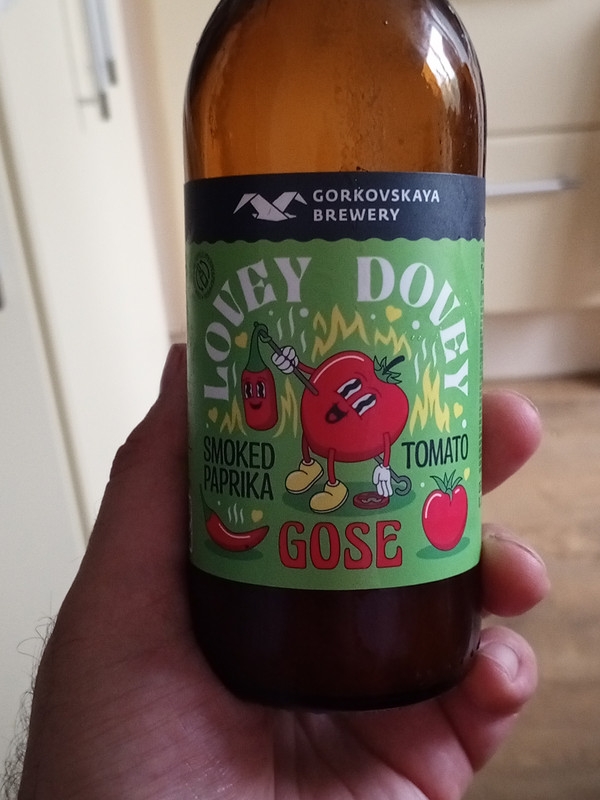 GORKOVSKAYA
BREWERY
LOVEY DOVEY
SMOKED
PAPRIKA
TOMATO
GOSE